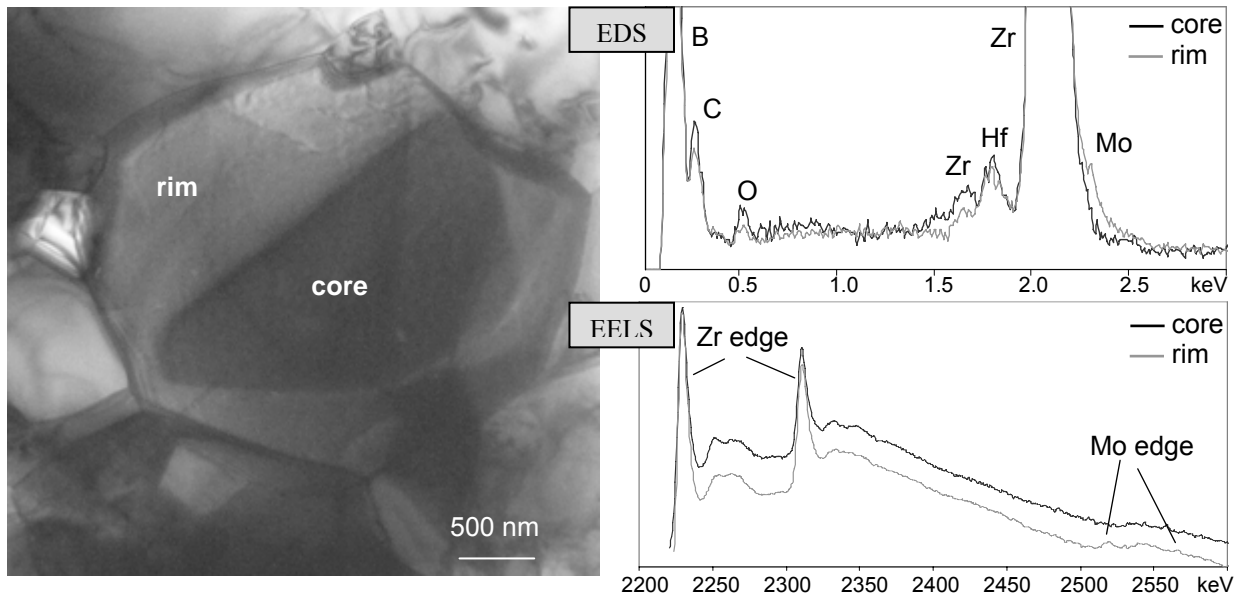 rim
core
500 nm
EDS
B
C
O
Zr
Hf
Zr
Mo
core
rim
0 0.5 1.0 1.5 2.0 2.5 keV
EELS
Zr edge
Mo edge
core
rim
2200 2250 2300 2400 2450 2500 2550 keV